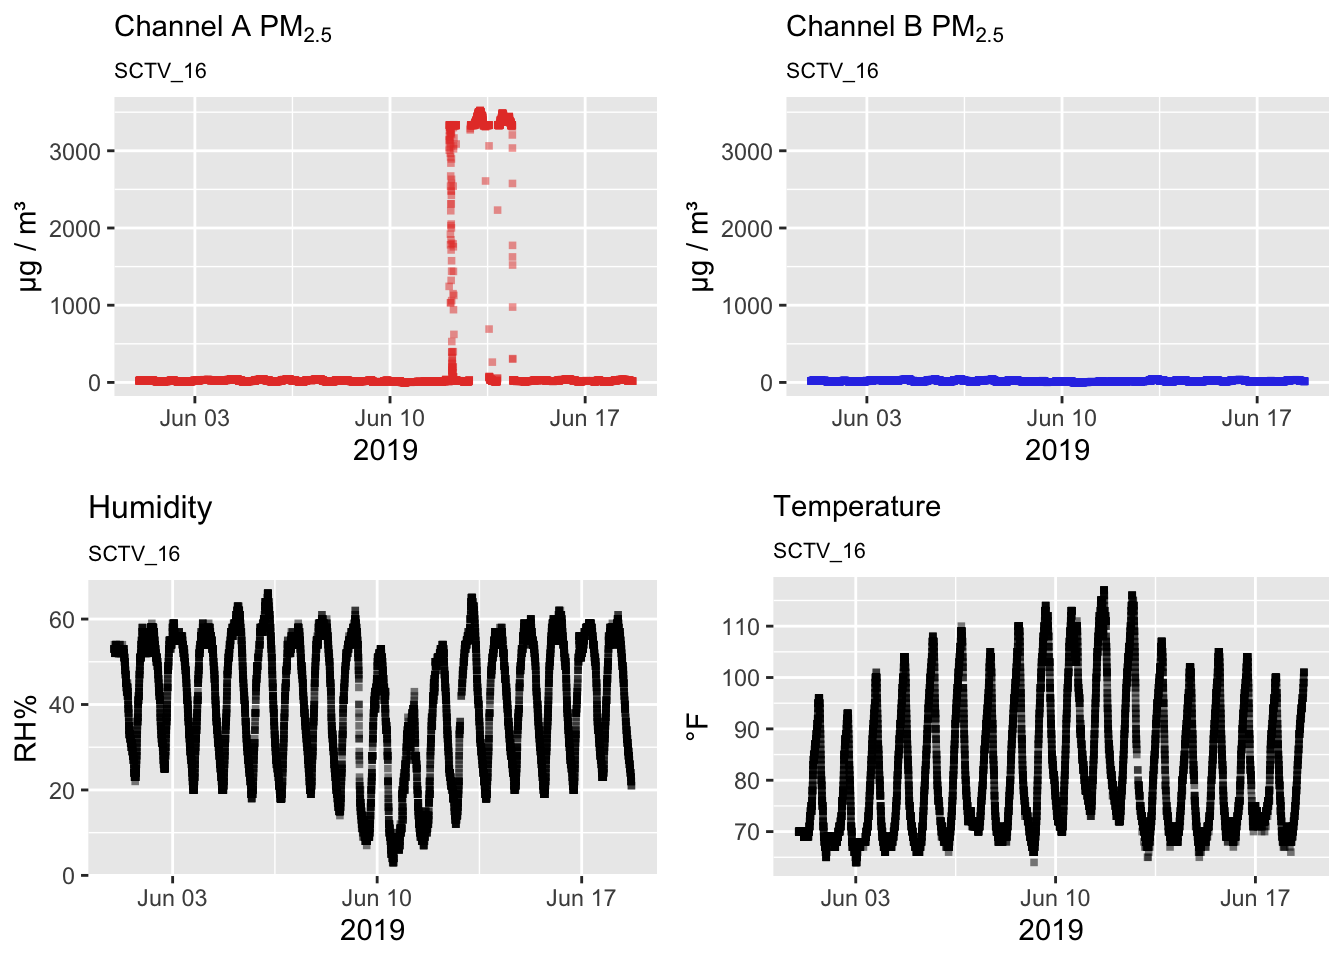 Channel A PM2.5
SCTV_16
3000
2000
1000
0
µg / m³
Jun 03 Jun 10 Jun 17
2019
Channel B PM2.5
SCTV_16
3000
2000
1000
0
µg / m³
Jun 03 Jun 10 Jun 17
2019
Humidity
SCTV_16
60
40
20
0
RH%
Jun 03 Jun 10 Jun 17
2019
Temperature
SCTV_16
110
100
90
80
70
°F
Jun 03 Jun 10 Jun 17
2019